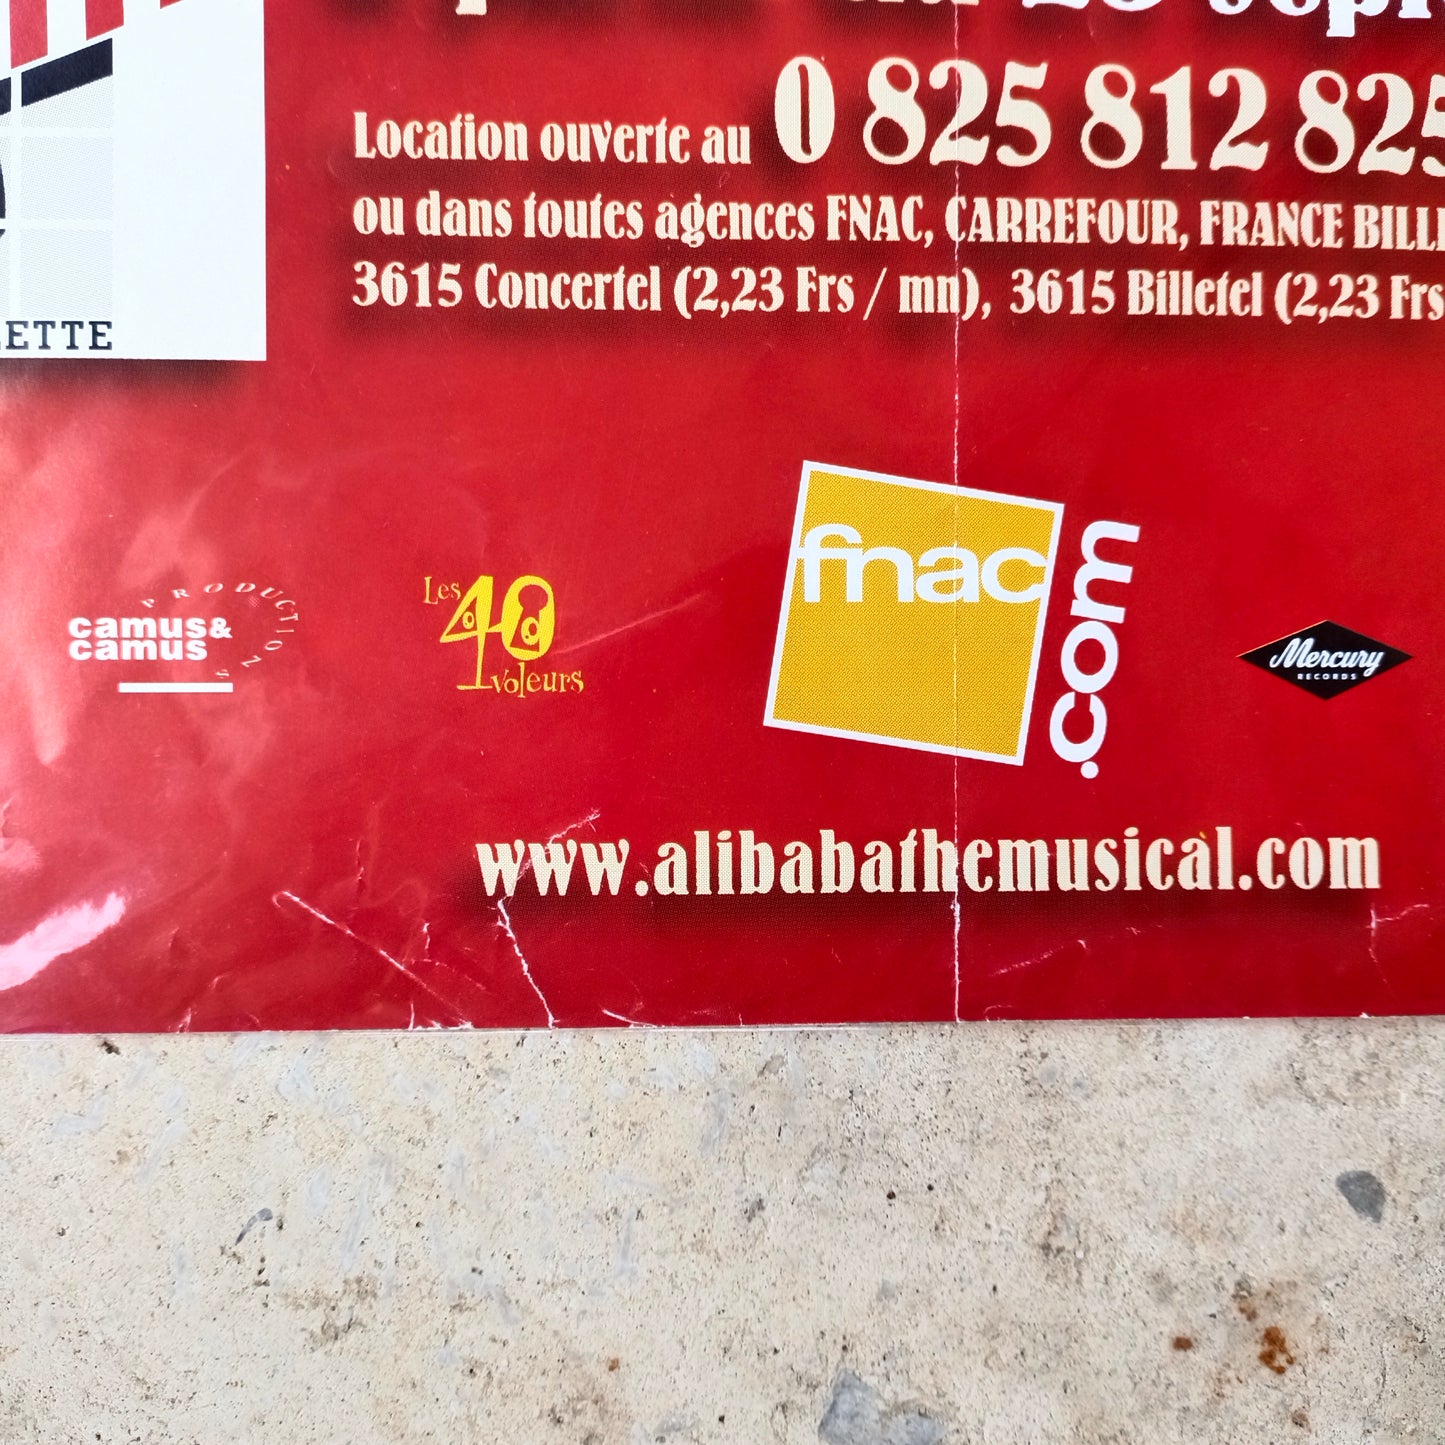 0 825 812 825
Location ouverte au
ou dans toutes agences FNAC, CARREFOUR, FRANCE
3615 Concertel (2,23 Frs / mn), 3615 Billetel (2,23 Frs
PRODUCTIONS
camus&
camus
Les
40
voleurs
fnac
.com
Mercury
RECORDS
www.alibabathemusical.com